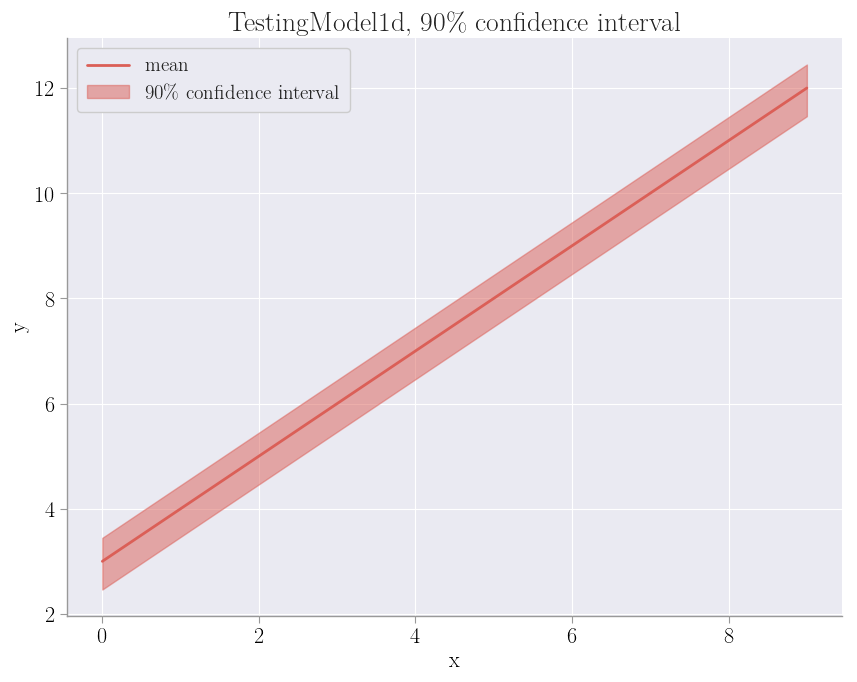 TestingModel1d, 90% confidence interval
mean
90% confidence interval
12
10
8
6
4
2
y
0 2 4 6 8
x